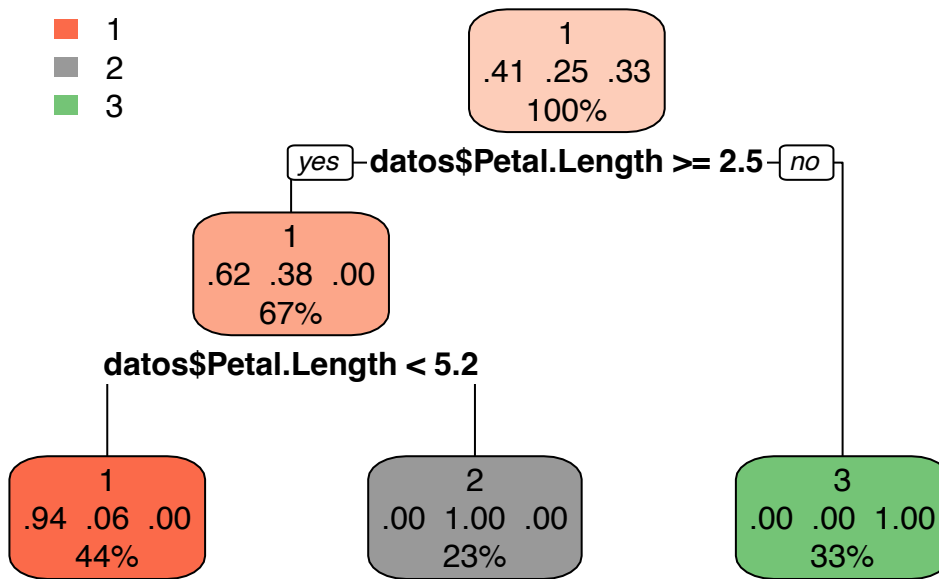 1
2
3
1
.41 .25 .33
100%
yes datos$Petal.Length >= 2.5 no
1
.62 .38 .00
67%
datos$Petal.Length < 5.2
1
.94 .06 .00
44%
2
.00 1.00 .00
23%
3
.00 .00 1.00
33%